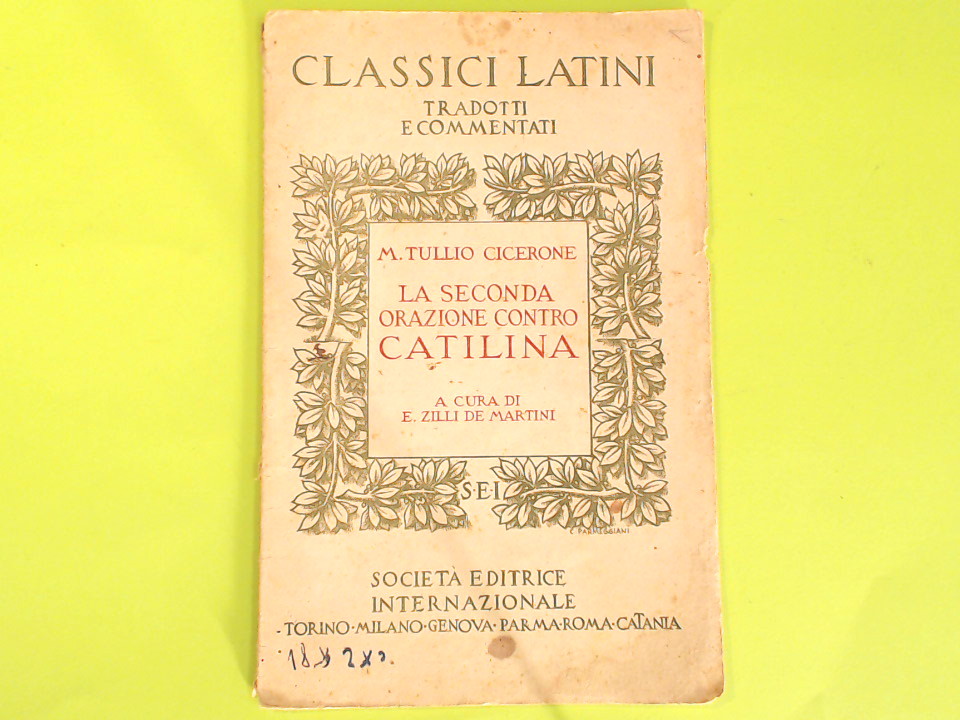 CLASSICI LATINI
TRADOTTI
E COMMENTATI
M. TULLIO CICERONE
LA SECONDA
ORAZIONE CONTRO
CATILINA
A CURA DI
E. ZILLI DE MARTINI
S·E·I
C. PARMEGGIANI
SOCIETÀ EDITRICE
INTERNAZIONALE
·TORINO·MILANO·GENOVA·PARMA·ROMA·CATANIA